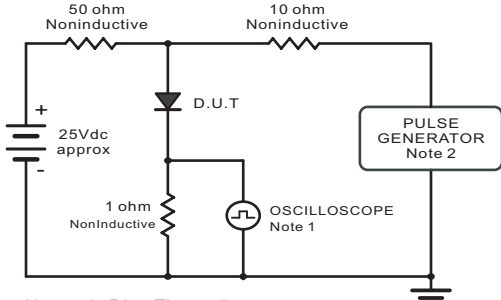 50 ohm
Noninductive
10 ohm
Noninductive
D.U.T
+
25Vdc
approx
-
PULSE
GENERATOR
Note 2
1 ohm
NonInductive
OSCILLOSCOPE
Note 1